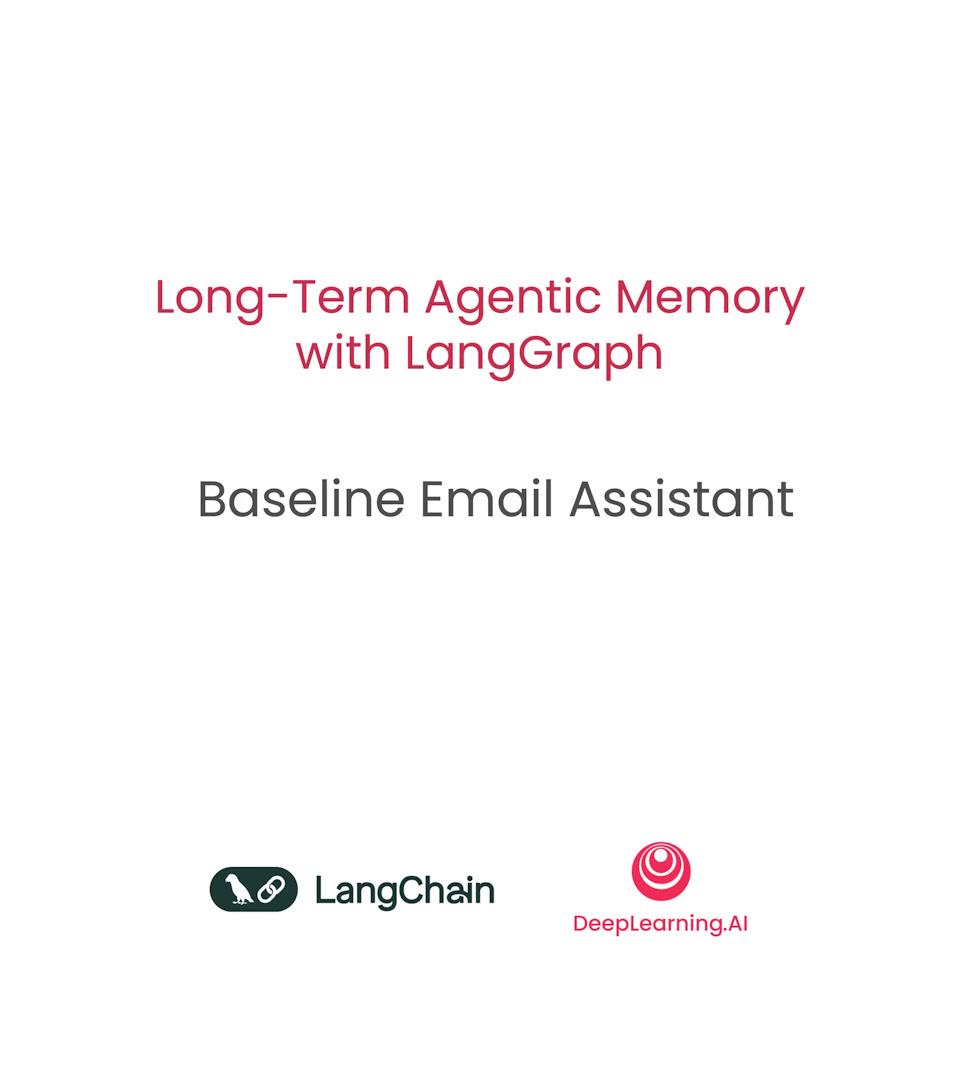 Long-Term Agentic Memory
with LangGraph
Baseline Email Assistant
LangChain
DeepLearning.AI